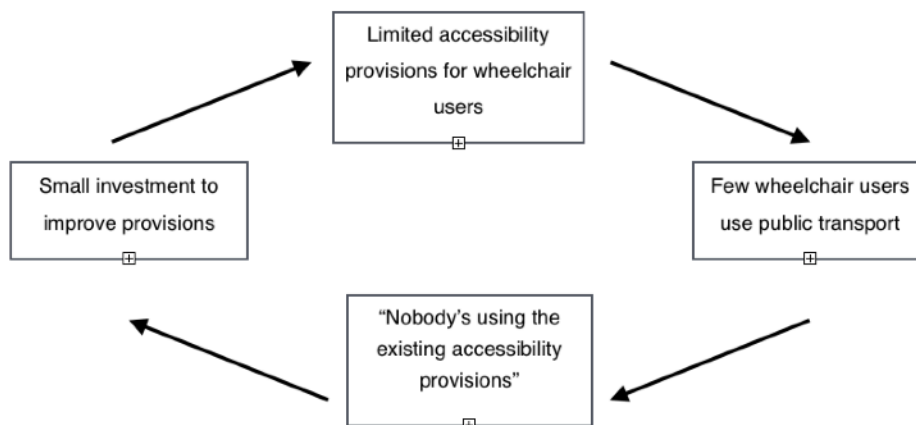 Limited accessibility
provisions for wheelchair
users
Few wheelchair users
use public transport
“Nobody’s using the
existing accessibility
provisions”
Small investment to
improve provisions